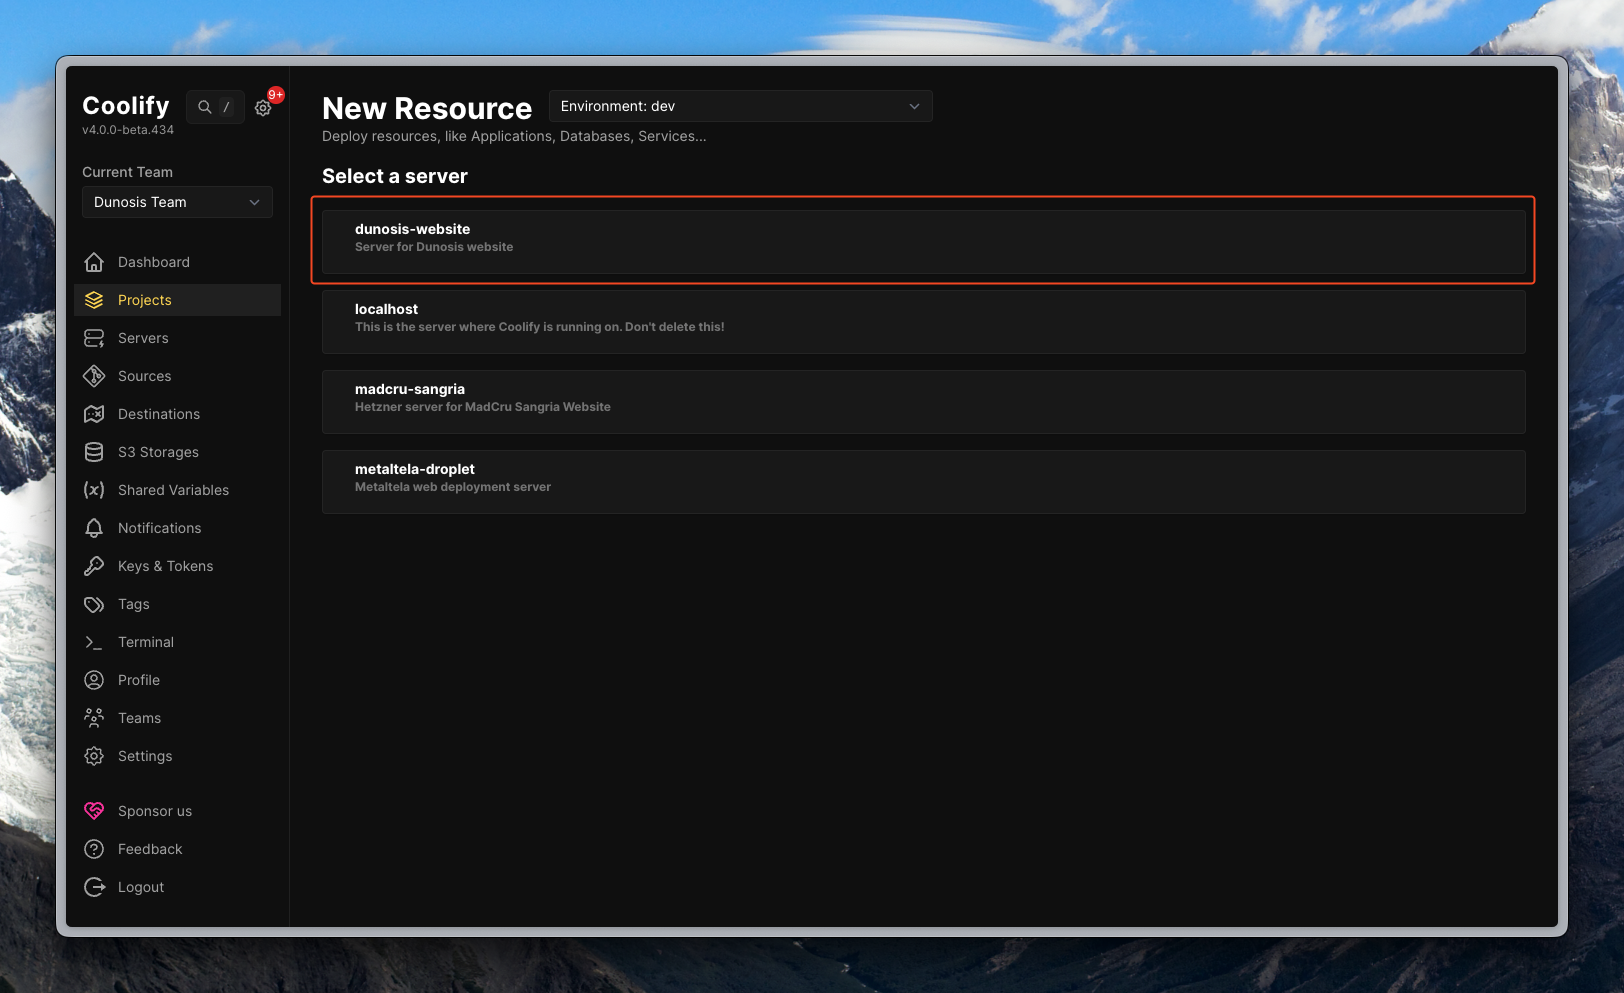 Coolify
v4.0.0-beta.434
/
9+
Current Team
Dunosis Team
Dashboard
Projects
Servers
Sources
Destinations
S3 Storages
Shared Variables
Notifications
Keys & Tokens
Tags
Terminal
Profile
Teams
Settings
Sponsor us
Feedback
Logout
New Resource
Environment: dev
Deploy resources, like Applications, Databases, Services...
Select a server
dunosis-website
Server for Dunosis website
localhost
This is the server where Coolify is running on. Don't delete this!
madcru-sangria
Hetzner server for MadCru Sangria Website
metaltela-droplet
Metaltela web deployment server